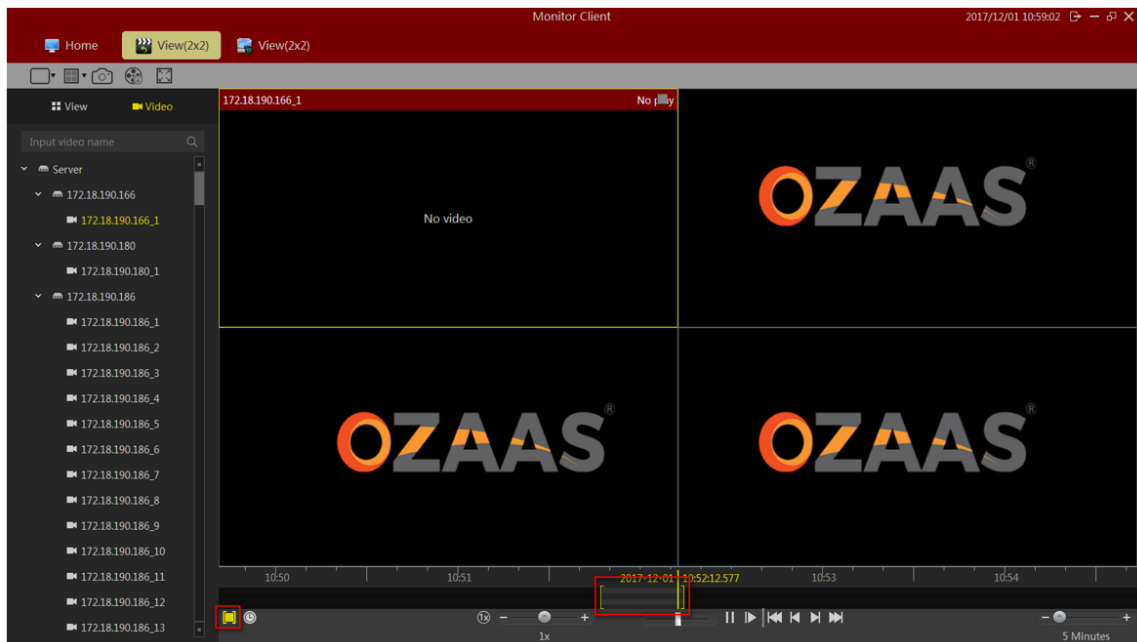 Monitor Client
2017/12/01 10:59:02
Home
View(2x2)
View(2x2)
View
Video
172.18.190.166_1
No play
Input video name
Server
172.18.190.166
172.18.190.166_1
172.18.190.180
172.18.190.180_1
172.18.190.186
172.18.190.186_1
172.18.190.186_2
172.18.190.186_3
172.18.190.186_4
172.18.190.186_5
172.18.190.186_6
172.18.190.186_7
172.18.190.186_8
172.18.190.186_9
172.18.190.186_10
172.18.190.186_11
172.18.190.186_12
172.18.190.186_13
No video
OZAAS®
OZAAS®
OZAAS®
10:50
10:51
2017-12-01 10:52:12.577
10:53
10:54
1x
1x
5 Minutes